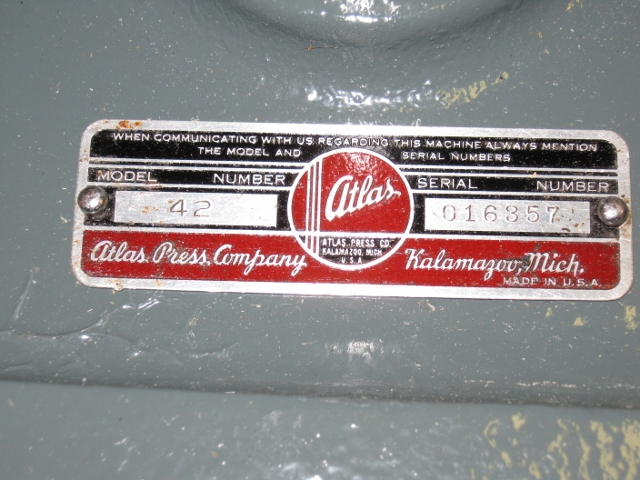 WHEN COMMUNICATING WITH US REGARDING THIS MACHINE ALWAYS MENTION
THE MODEL AND SERIAL NUMBERS
MODEL NUMBER
42
Atlas
ATLAS PRESS CO.
KALAMAZOO, MICH
U.S.A
SERIAL NUMBER
016357
Atlas Press Company
Kalamazoo, Mich.
MADE IN U.S.A.